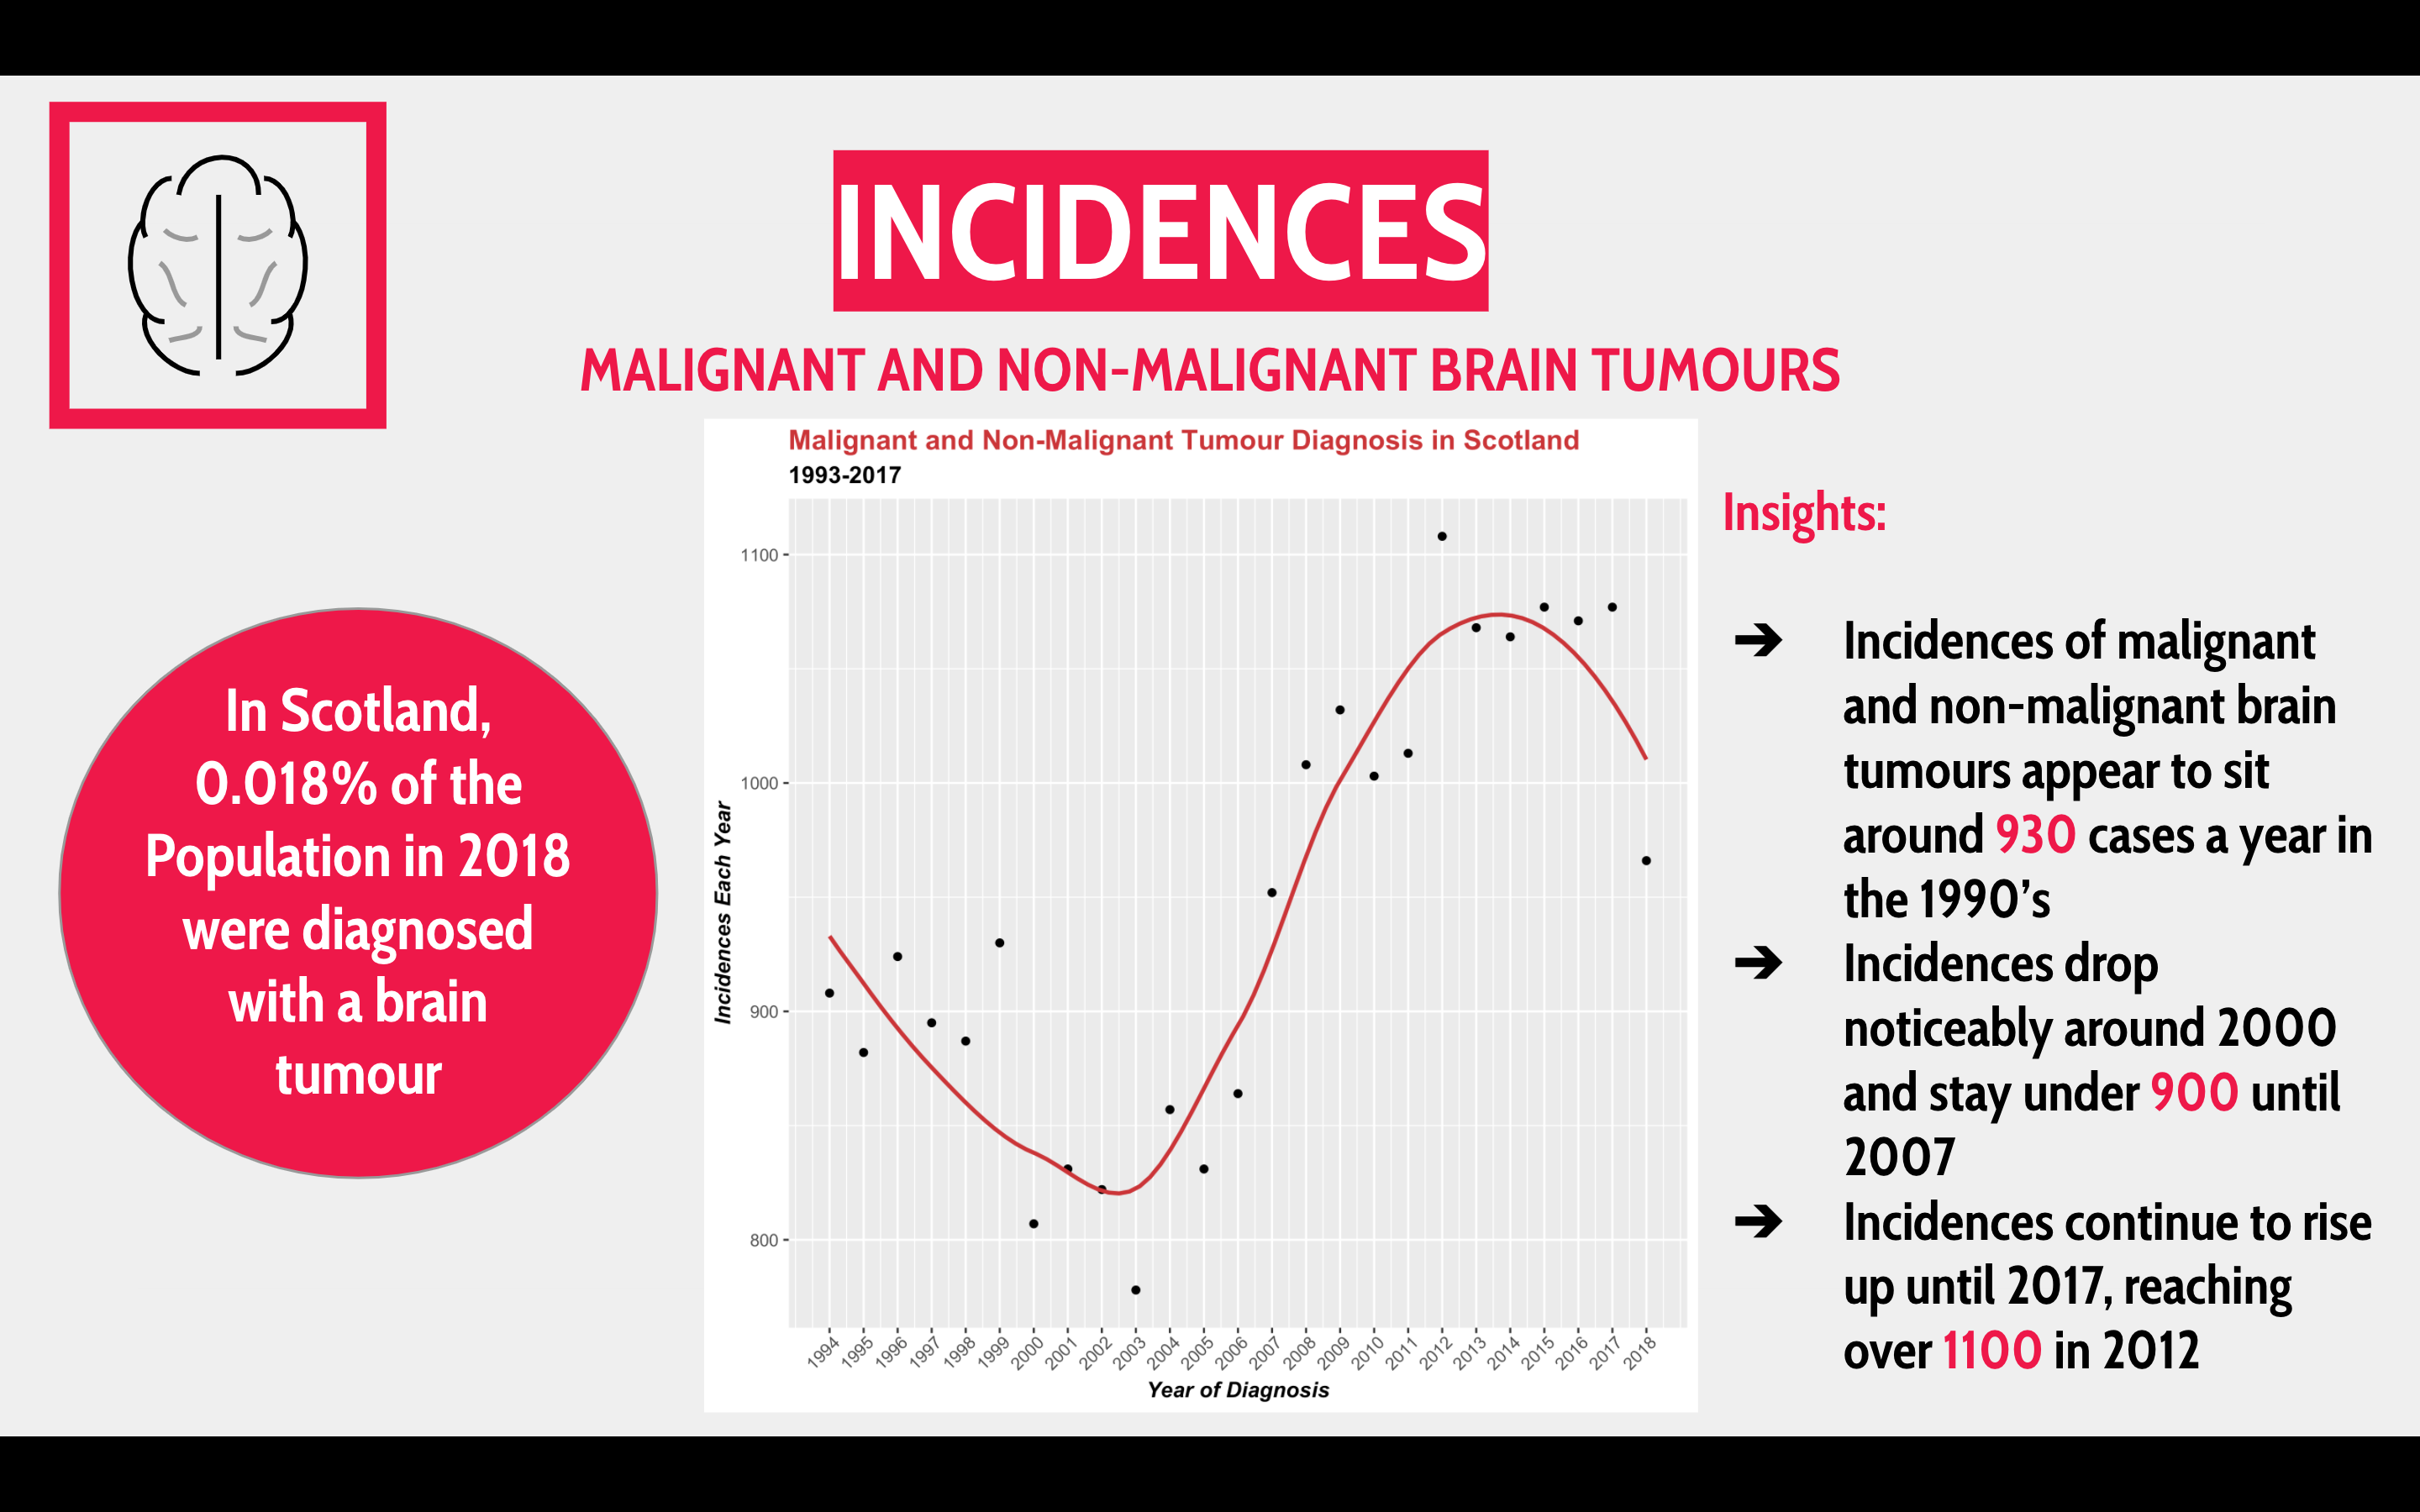 INCIDENCES
MALIGNANT AND NON-MALIGNANT BRAIN TUMOURS
In Scotland,
0.018% of the
Population in 2018
were diagnosed
with a brain
tumour
Malignant and Non-Malignant Tumour Diagnosis in Scotland
1993-2017
Incidences Each Year
1100
1000
900
800
1994 1995 1996 1997 1998 1999 2000 2001 2002 2003 2004 2005 2006 2007 2008 2009 2010 2011 2012 2013 2014 2015 2016 2017 2018
Year of Diagnosis
Insights:
➔ Incidences of malignant
and non-malignant brain
tumours appear to sit
around 930 cases a year in
the 1990’s
➔ Incidences drop
noticeably around 2000
and stay under 900 until
2007
➔ Incidences continue to rise
up until 2017, reaching
over 1100 in 2012